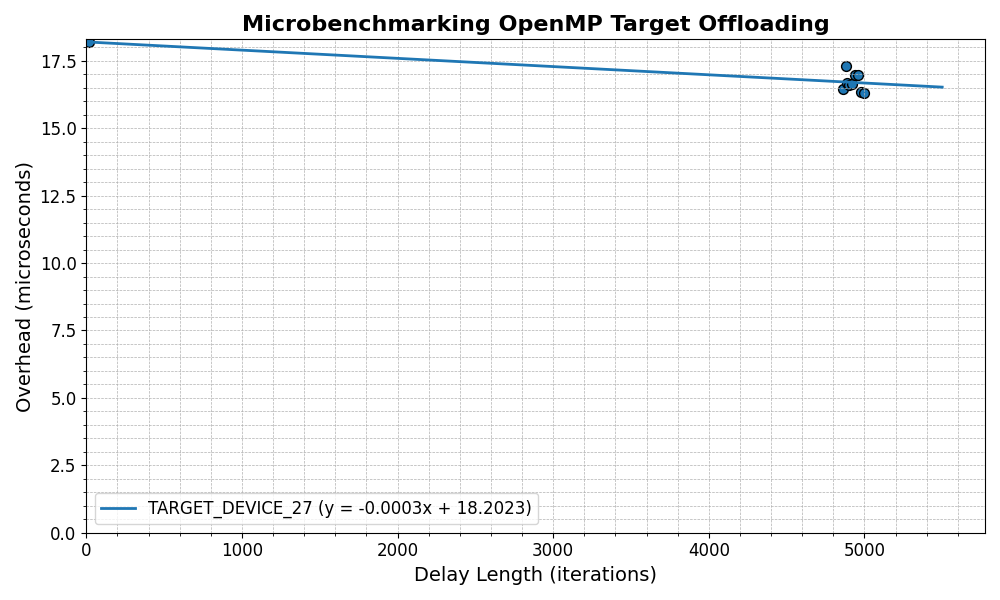 Microbenchmarking OpenMP Target Offloading
Overhead (microseconds)
17.5
15.0
12.5
10.0
7.5
5.0
2.5
0.0
TARGET_DEVICE_27 (y = -0.0003x + 18.2023)
0 1000 2000 3000 4000 5000
Delay Length (iterations)